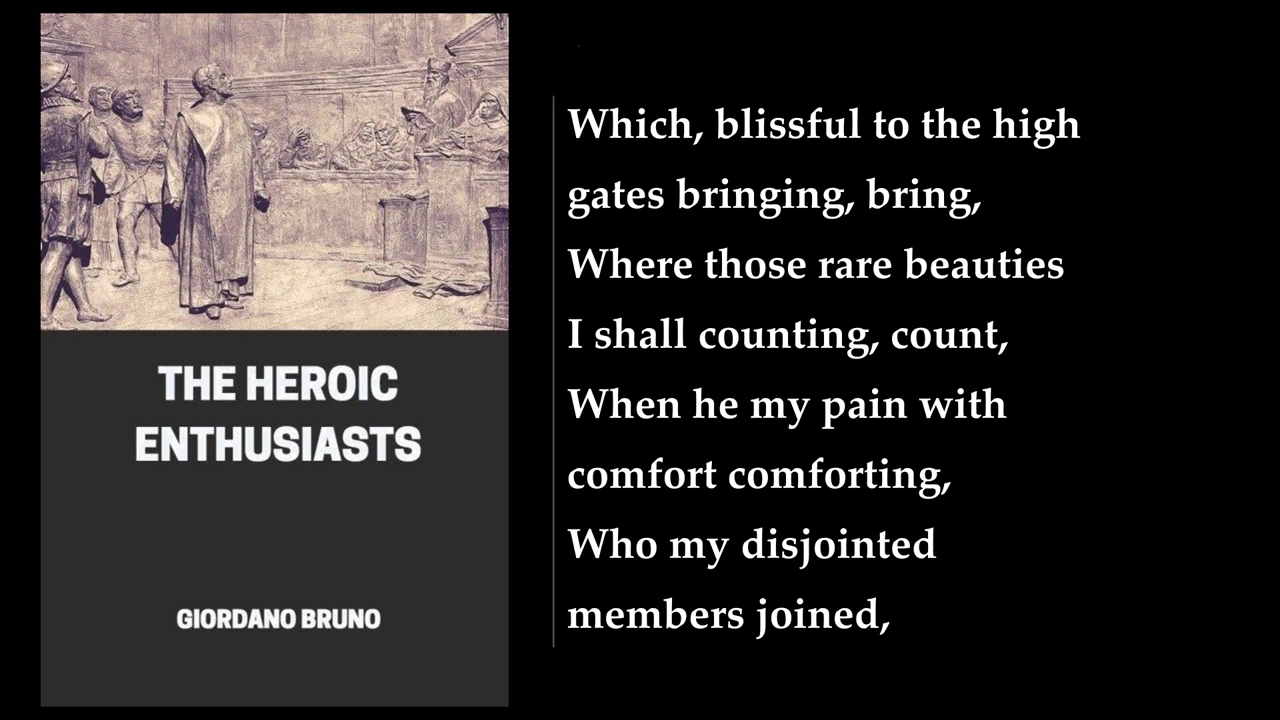 THE HEROIC
ENTHUSIASTS
GIORDANO BRUNO
Which, blissful to the high
gates bringing, bring,
Where those rare beauties
I shall counting, count,
When he my pain with
comfort comforting,
Who my disjointed
members joined,